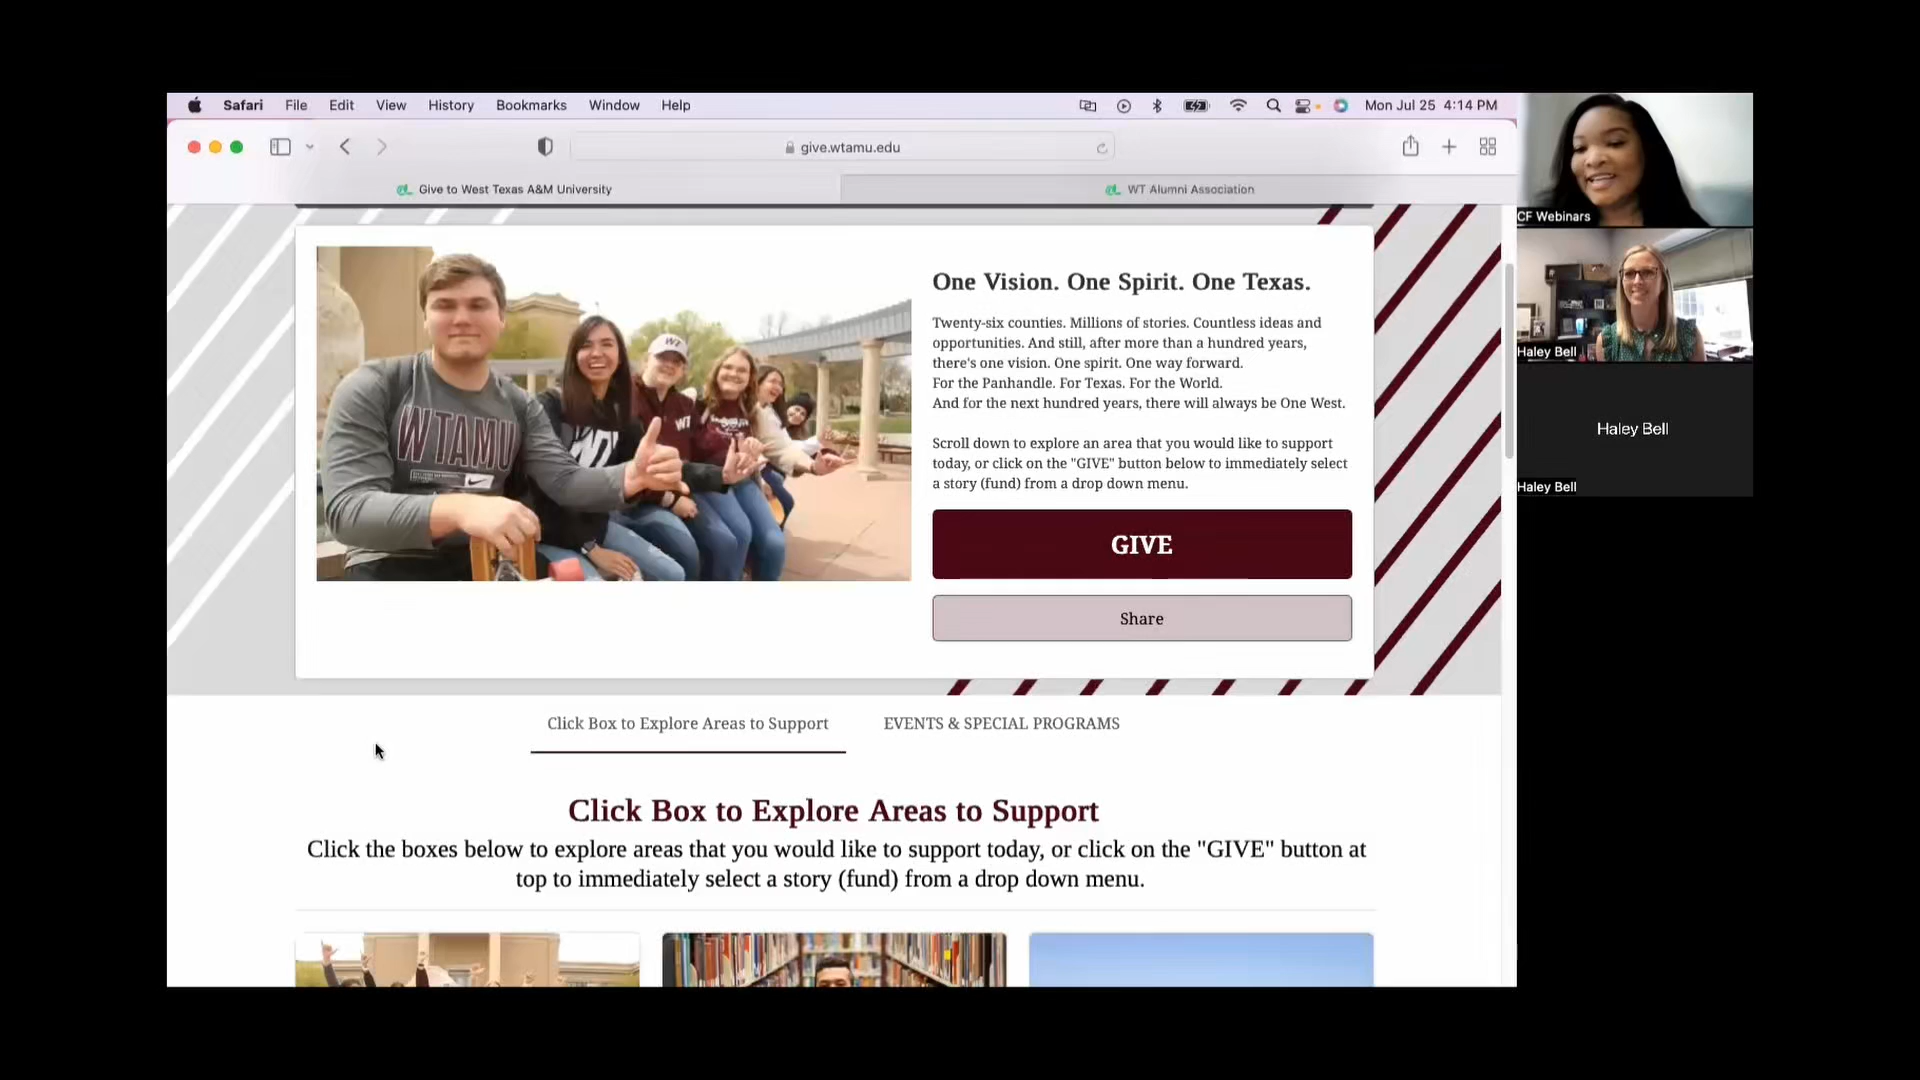 Safari File Edit View History Bookmarks Window Help
Mon Jul 25 4:14 PM
give.wtamu.edu
Give to West Texas A&M University
WT Alumni Association
One Vision. One Spirit. One Texas.
Twenty-six counties. Millions of stories. Countless ideas and
opportunities. And still, after more than a hundred years,
there's one vision. One spirit. One way forward.
For the Panhandle. For Texas. For the World.
And for the next hundred years, there will always be One West.
Scroll down to explore an area that you would like to support
today, or click on the "GIVE" button below to immediately select
a story (fund) from a drop down menu.
GIVE
Share
WTAMU
WT
WT
Click Box to Explore Areas to Support
EVENTS & SPECIAL PROGRAMS
Click Box to Explore Areas to Support
Click the boxes below to explore areas that you would like to support today, or click on the "GIVE" button at
top to immediately select a story (fund) from a drop down menu.
CF Webinars
Haley Bell
Haley Bell
Haley Bell